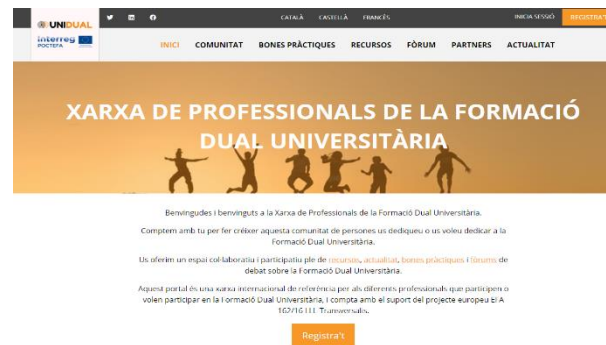 UNIDUAL
CATALÀ CASTELLÀ FRANCÈS
INICIA SESSIÓ
REGISTRA'T
Interreg
POCTEFA
INICI COMUNITAT BONES PRÀCTIQUES RECURSOS FÒRUM PARTNERS ACTUALITAT
XARXA DE PROFESSIONALS DE LA FORMACIÓ
DUAL UNIVERSITÀRIA
Benvingudes i benvinguts a la Xarxa de Professionals de la Formació Dual Universitària.
Comptem amb tu per fer créixer aquesta comunitat de persones us dediqueu o us voleu dedicar a la
Formació Dual Universitària.
Us oferim un espai col·laboratiu i participatiu ple de recursos, actualitat, bones pràctiques i fòrums de
debat sobre la Formació Dual Universitària.
Aquest portal és una xarxa internacional de referència per als diferents professionals que participen o
volen participar en la Formació Dual Universitària, i compta amb el suport del projecte europeu
162/16 Transversalis.
Registra't